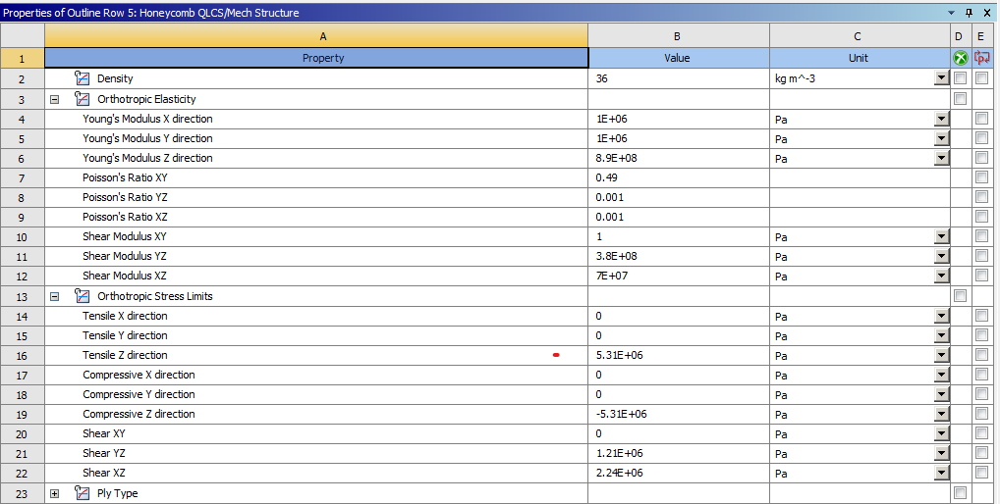 Properties of Outline Row 5: Honeycomb QLCS/Mech Structure
A B C D E
1 Property Value Unit
2 Density 36 kg m^-3
3 Orthotropic Elasticity
4 Young's Modulus X direction 1E+06 Pa
5 Young's Modulus Y direction 1E+06 Pa
6 Young's Modulus Z direction 8.9E+08 Pa
7 Poisson's Ratio XY 0.49
8 Poisson's Ratio YZ 0.001
9 Poisson's Ratio XZ 0.001
10 Shear Modulus XY 1 Pa
11 Shear Modulus YZ 3.8E+08 Pa
12 Shear Modulus XZ 7E+07 Pa
13 Orthotropic Stress Limits
14 Tensile X direction 0 Pa
15 Tensile Y direction 0 Pa
16 Tensile Z direction 5.31E+06 Pa
17 Compressive X direction 0 Pa
18 Compressive Y direction 0 Pa
19 Compressive Z direction -5.31E+06 Pa
20 Shear XY 0 Pa
21 Shear YZ 1.21E+06 Pa
22 Shear XZ 2.24E+06 Pa
23 Ply Type